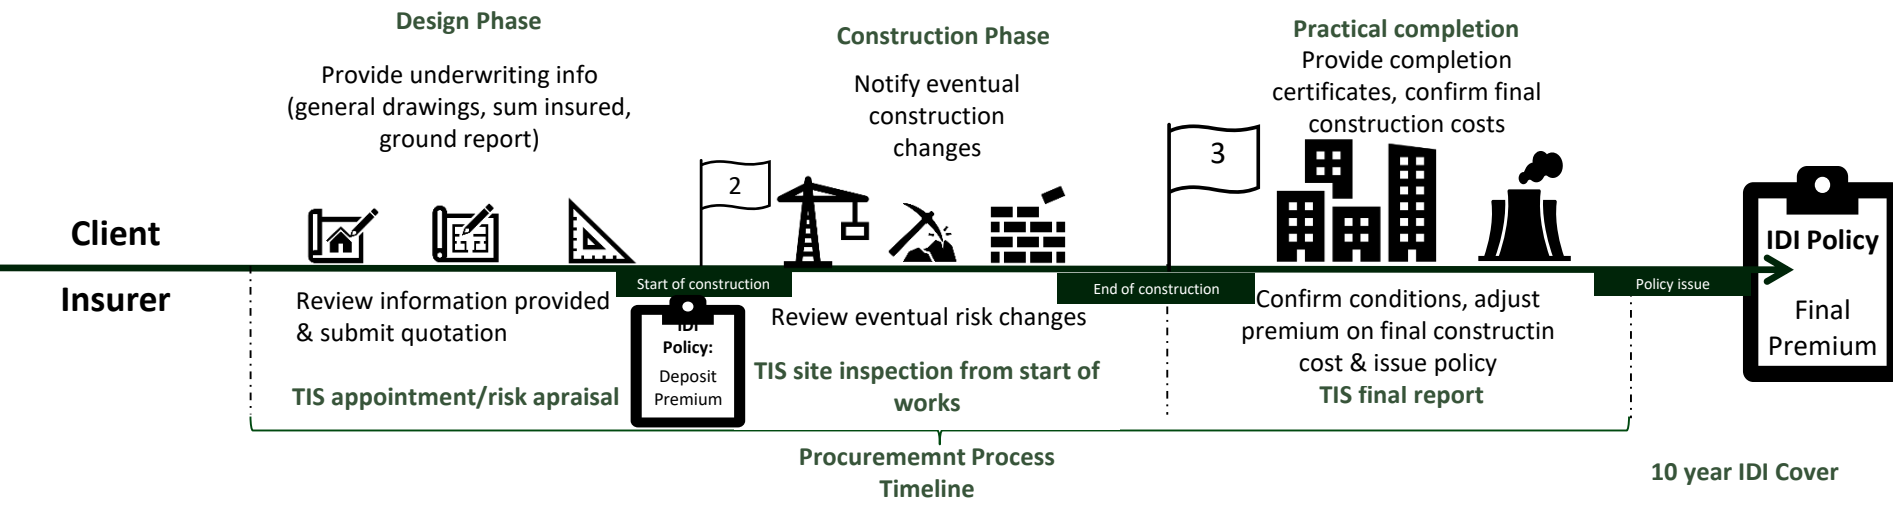 Design Phase
Provide underwriting info
(general drawings, sum insured,
ground report)
Construction Phase
Notify eventual
construction
changes
Practical completion
Provide completion
certificates, confirm final
construction costs
2
3
Client
Insurer
Start of construction
End of construction
Policy issue
IDI Policy
Final
Premium
Review information provided
& submit quotation
TIS appointment/risk apraisal
IDI
Policy:
Deposit
Premium
Review eventual risk changes
TIS site inspection from start of
works
Confirm conditions, adjust
premium on final constructin
cost & issue policy
TIS final report
Procurememnt Process
Timeline
10 year IDI Cover